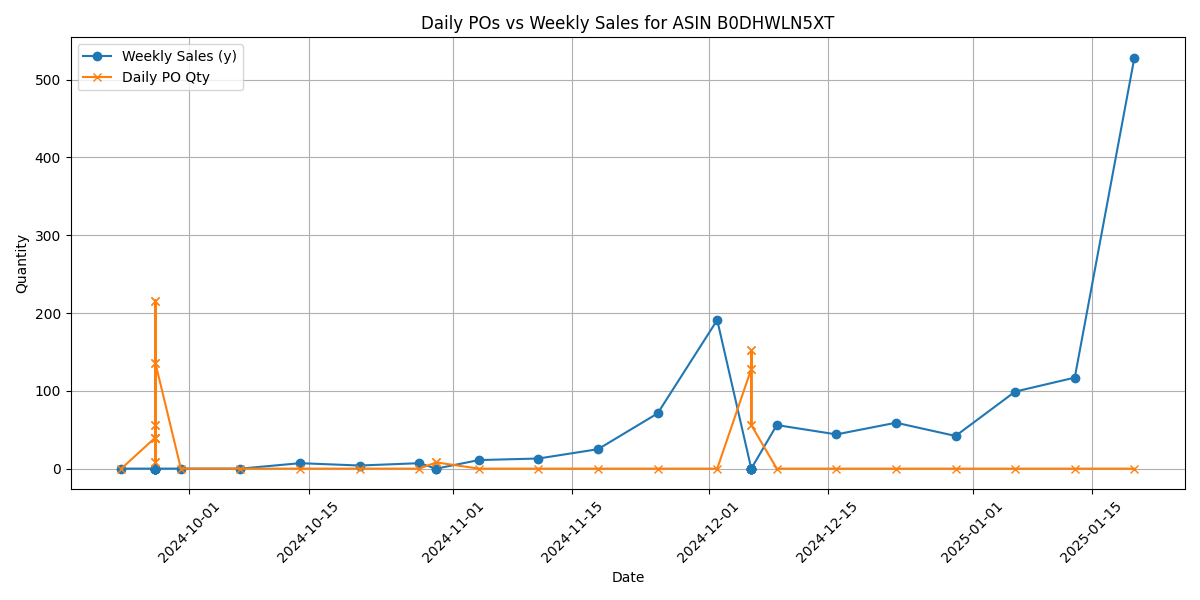 Daily POs vs Weekly Sales for ASIN B0DHWLN5XT
Weekly Sales (y)
Daily PO Qty
Quantity
500
400
300
200
100
0
2024-10-01
2024-10-15
2024-11-01
2024-11-15
2024-12-01
2024-12-15
2025-01-01
2025-01-15
Date